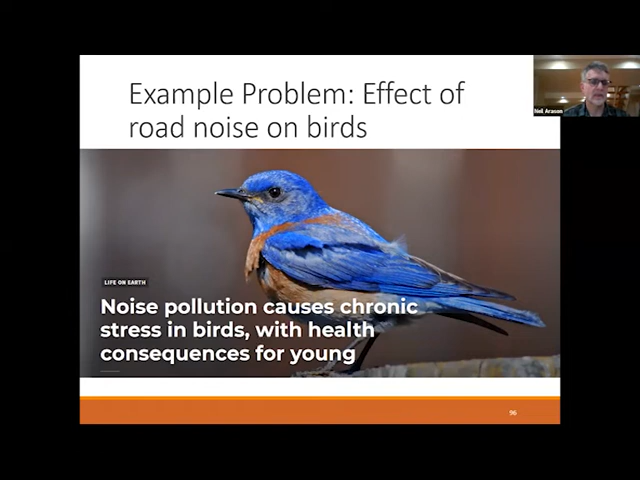 Example Problem: Effect of
road noise on birds
Neil Arason
LIFE ON EARTH
Noise pollution causes chronic
stress in birds, with health
consequences for young
96